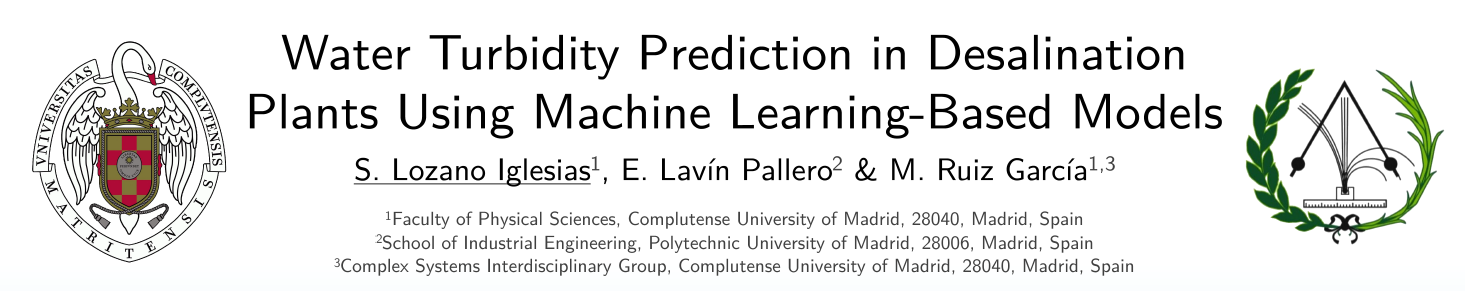 VNIVERSITAS COMPLVTENSIS
MATRITENSIS
Water Turbidity Prediction in Desalination
Plants Using Machine Learning-Based Models
S. Lozano Iglesias¹, E. Lavín Pallero² & M. Ruiz García¹,³
¹Faculty of Physical Sciences, Complutense University of Madrid, 28040, Madrid, Spain
²School of Industrial Engineering, Polytechnic University of Madrid, 28006, Madrid, Spain
³Complex Systems Interdisciplinary Group, Complutense University of Madrid, 28040, Madrid, Spain